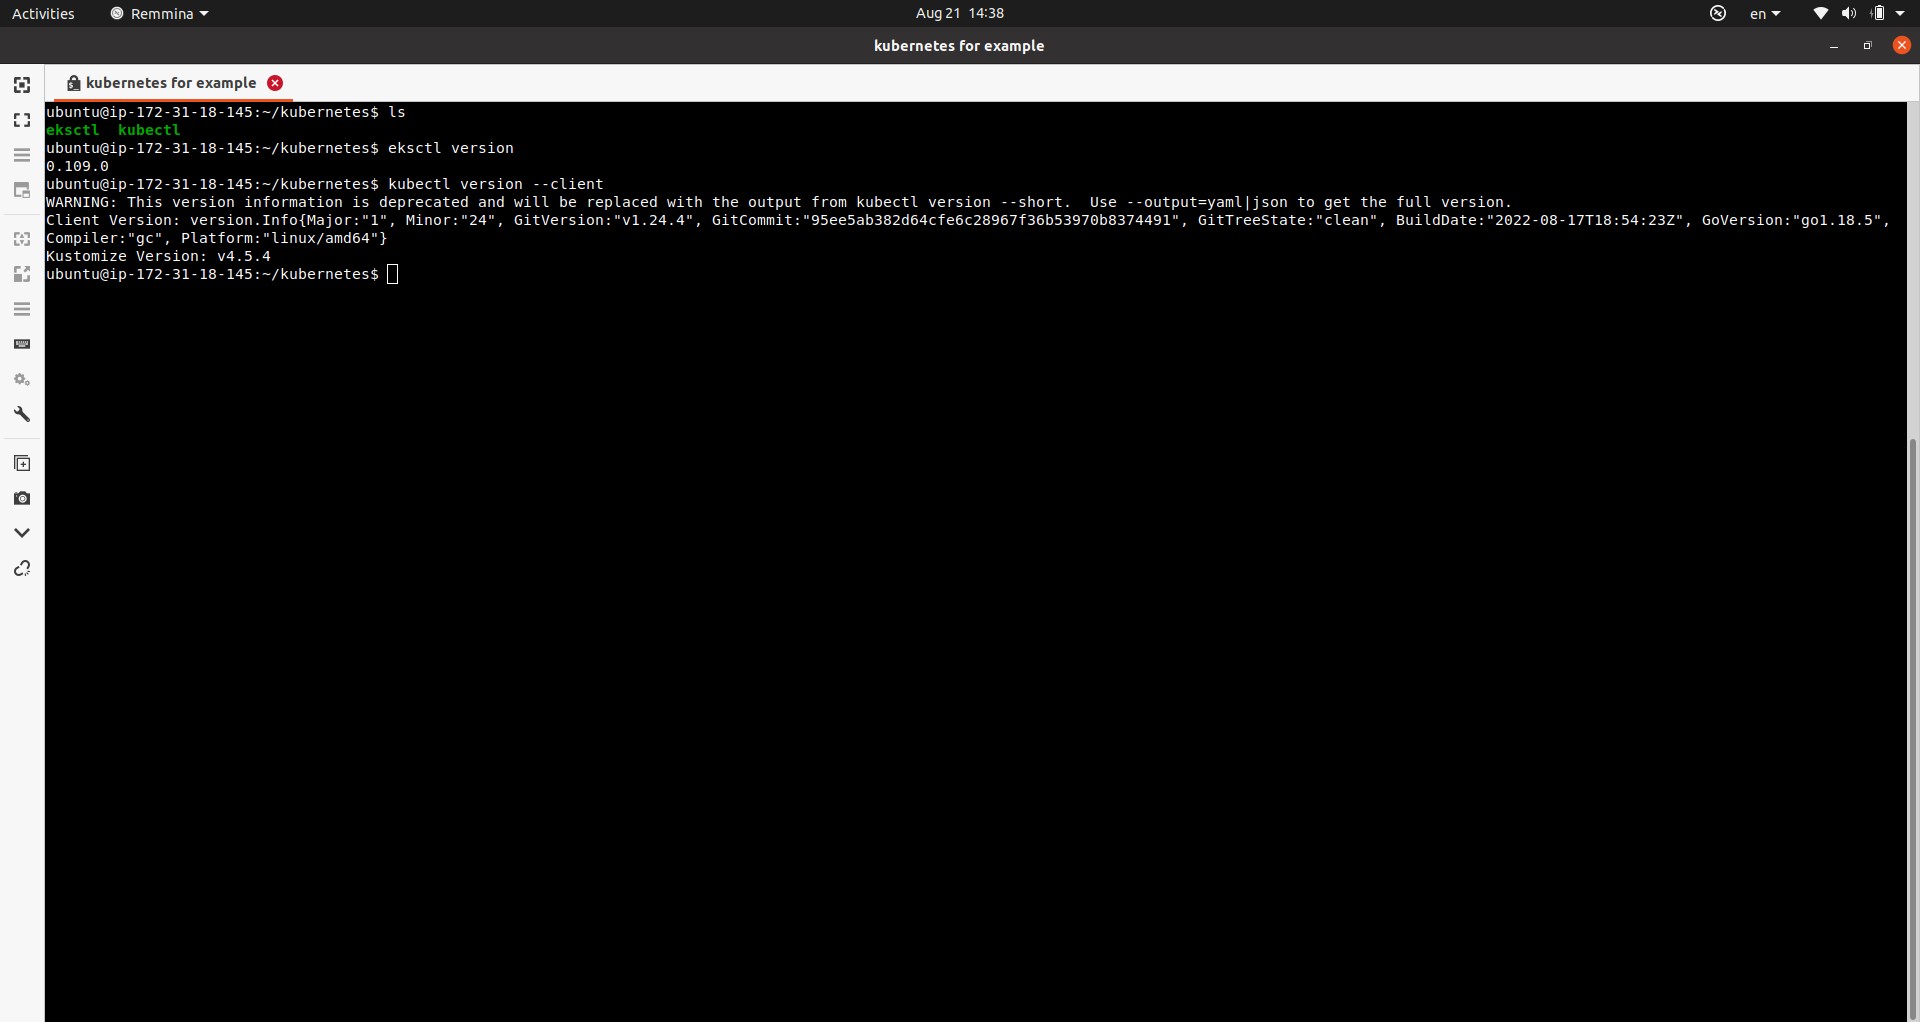 Activities Remmina Aug 21 14:38 en
kubernetes for example
kubernetes for example
ubuntu@ip-172-31-18-145:~/kubernetes$ ls
eksctl  kubectl
ubuntu@ip-172-31-18-145:~/kubernetes$ eksctl version
0.109.0
ubuntu@ip-172-31-18-145:~/kubernetes$ kubectl version --client
WARNING: This version information is deprecated and will be replaced with the output from kubectl version --short.  Use --output=yaml|json to get the full version.
Client Version: version.Info{Major:"1", Minor:"24", GitVersion:"v1.24.4", GitCommit:"95ee5ab382d64cfe6c28967f36b53970b8374491", GitTreeState:"clean", BuildDate:"2022-08-17T18:54:23Z", GoVersion:"go1.18.5",
Compiler:"gc", Platform:"linux/amd64"}
Kustomize Version: v4.5.4
ubuntu@ip-172-31-18-145:~/kubernetes$